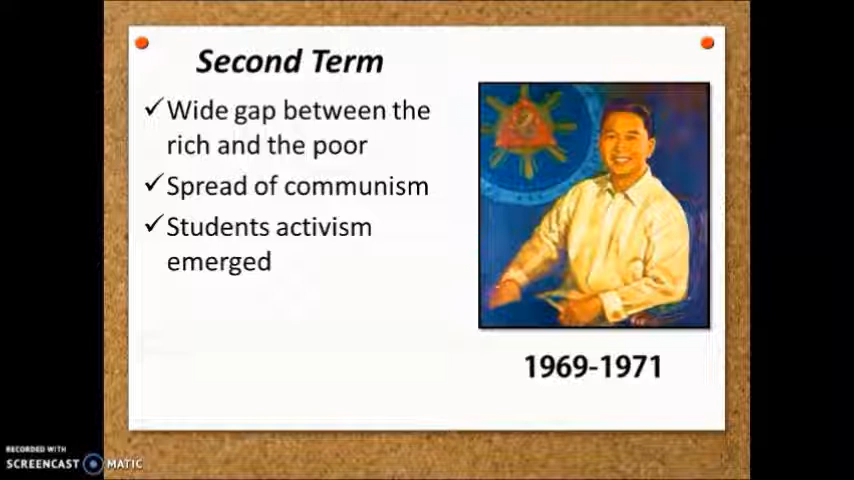 Second Term
✓Wide gap between the
rich and the poor
✓Spread of communism
✓Students activism
emerged
1969-1971
RECORDED WITH
SCREENCAST MATIC